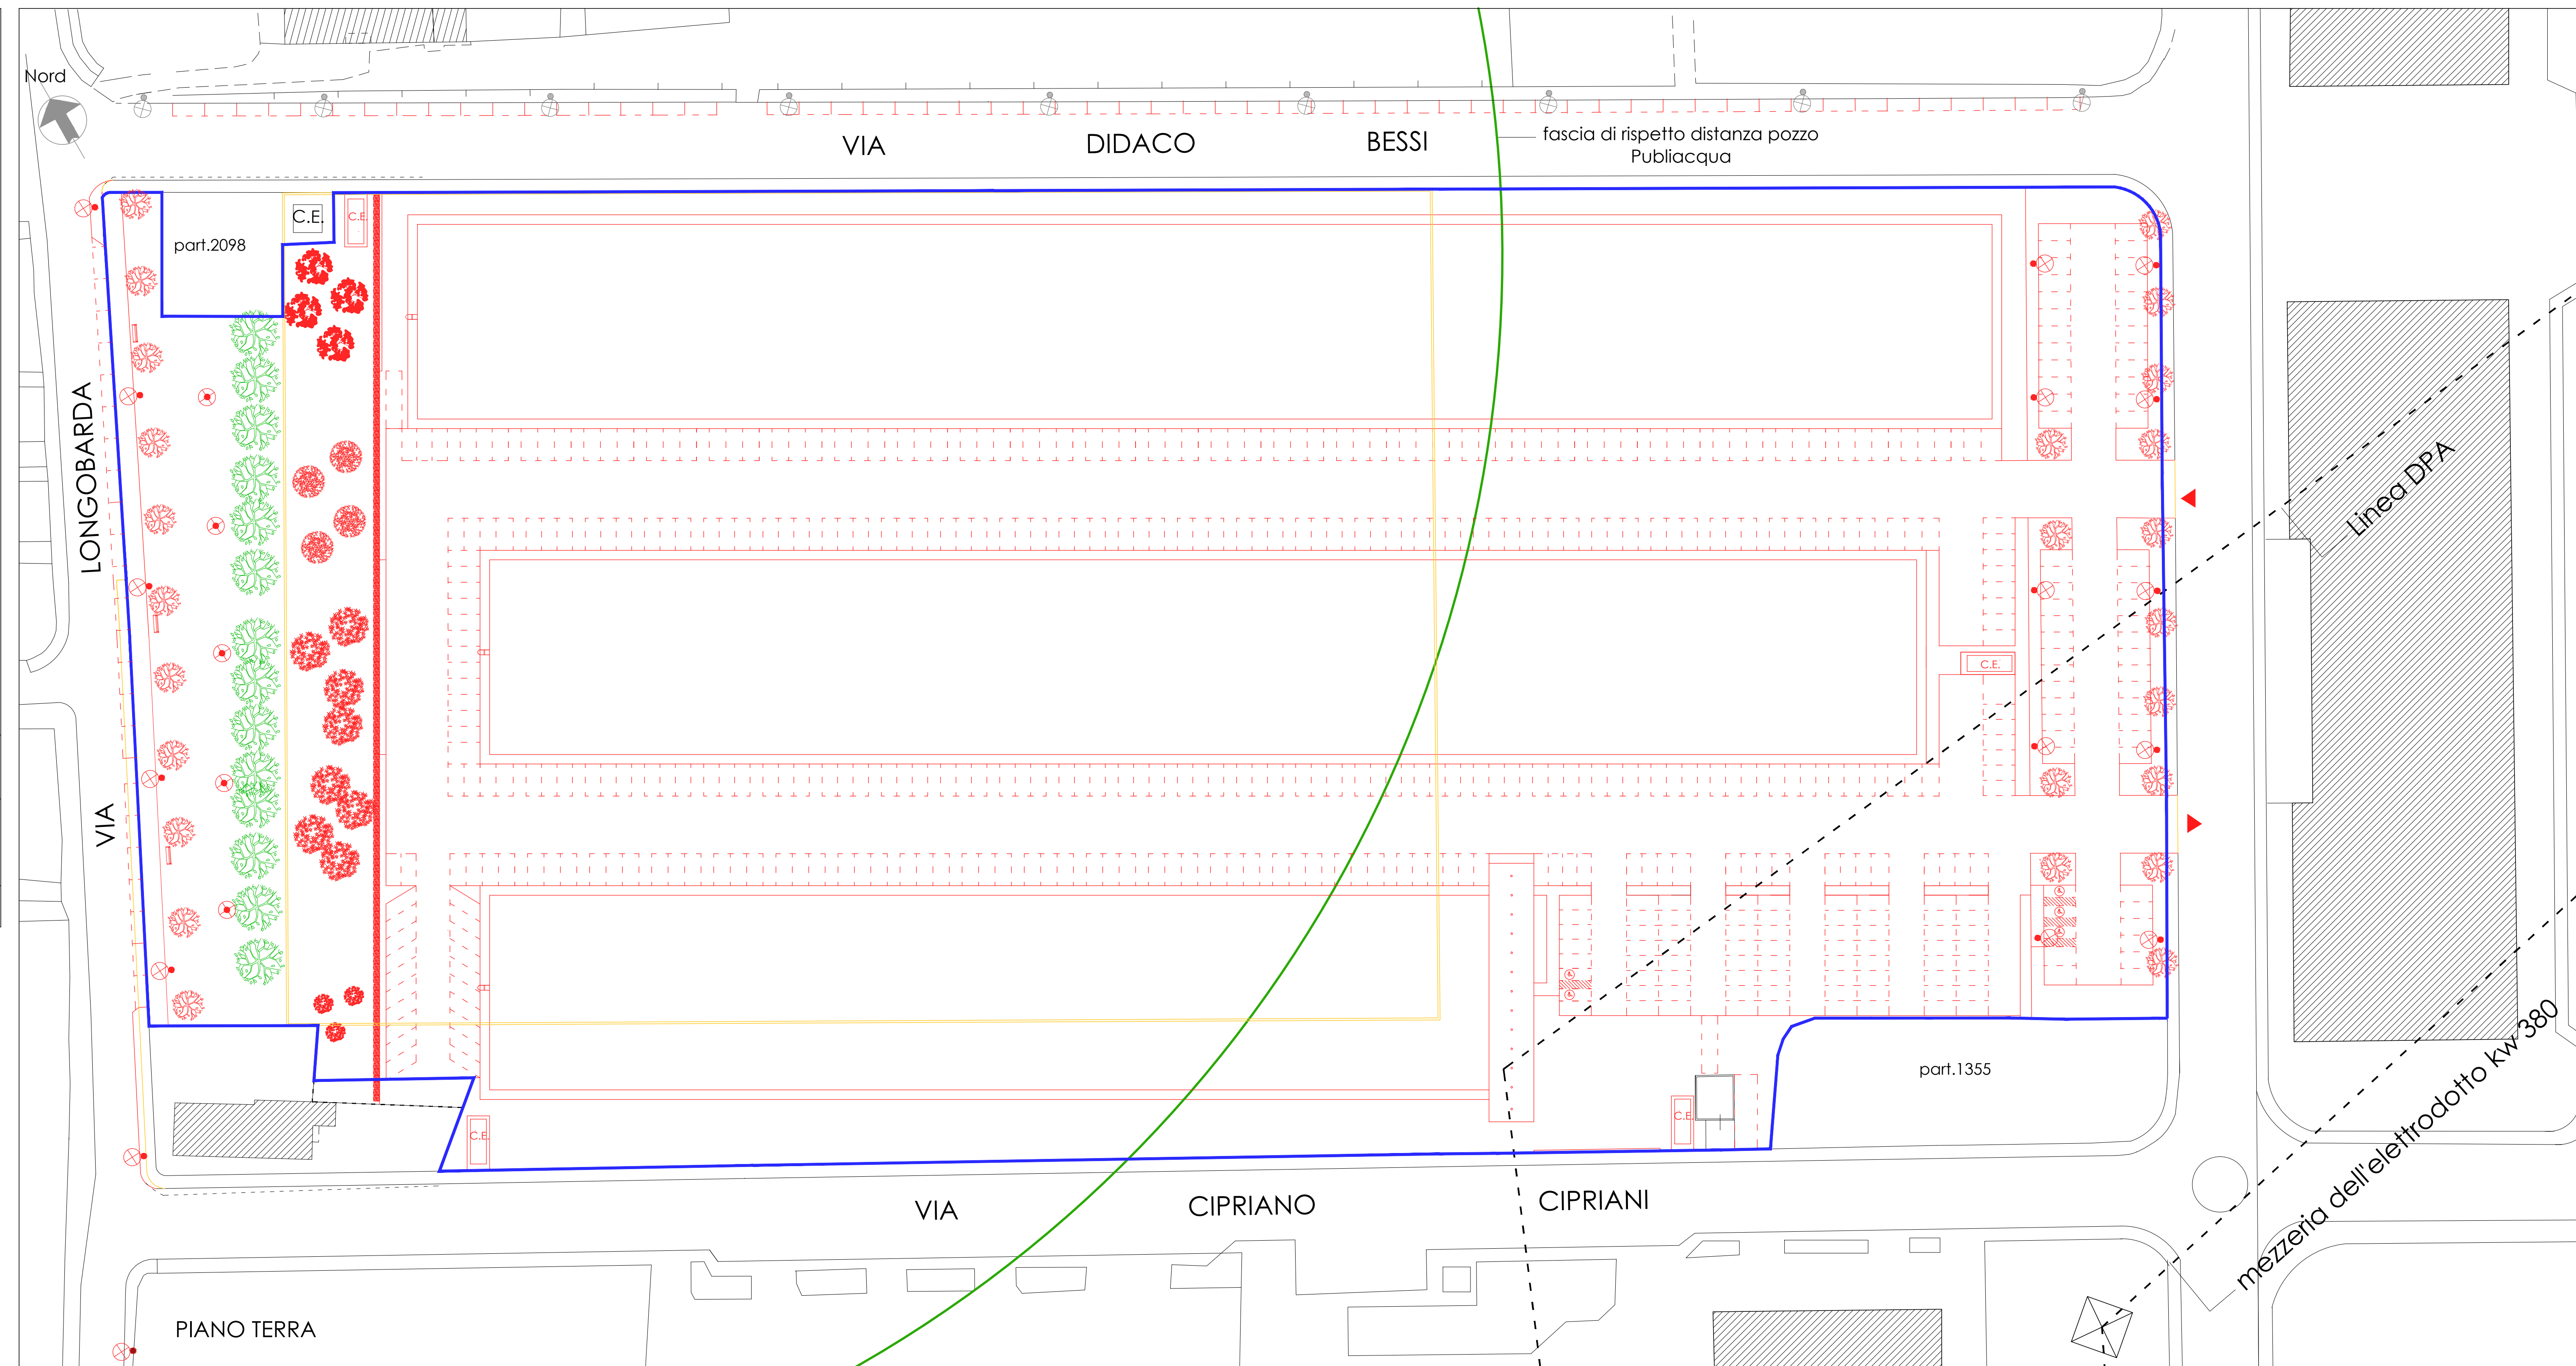 Nord
VIA DIDACO BESSI
fascia di rispetto distanza pozzo
Publiacqua
C.E.
C.E.
part.2098
VIA LONGOBARDA
Linea DPA
C.E.
mezzeria dell'elettrodotto kw 380
part.1355
C.E.
C.E.
VIA CIPRIANO CIPRIANI
PIANO TERRA